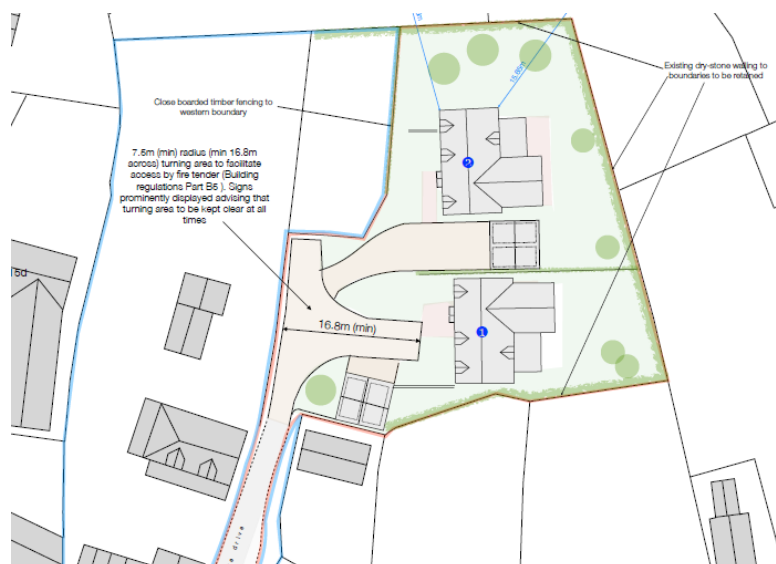 Existing dry-stone walling to
boundaries to be retained
15.80m
Close boarded timber fencing to
western boundary
7.5m (min) radius (min 16.8m
across) turning area to facilitate
access by fire tender (Building
regulations Part B5 ). Signs
prominently displayed advising that
turning area to be kept clear at all
times
2
16.8m (min)
1
e drive